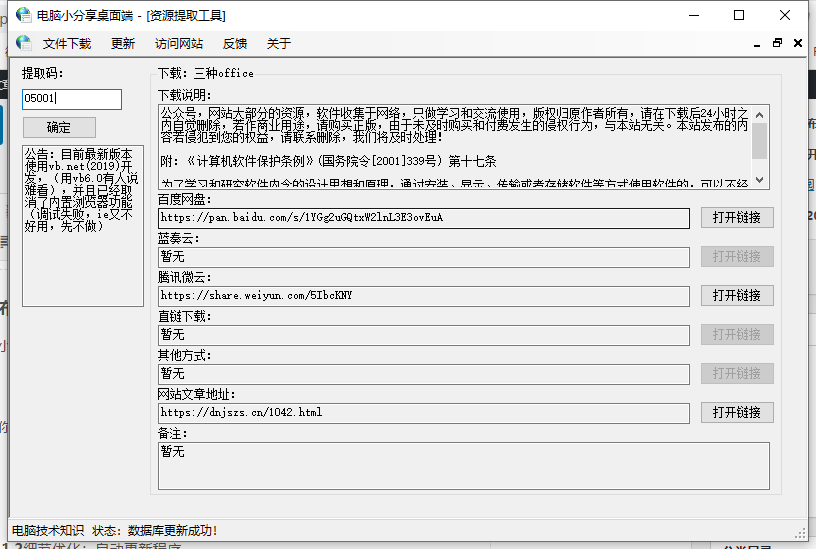 电脑小分享桌面端 - [资源提取工具]
文件下载 更新 访问网站 反馈 关于
提取码：
05001
确定
公告：目前最新版本
使用vb.net(2019)开
发，（用vb6.0有人说
难看），并且已经取
消了内置浏览器功能
（i调试失败，ie又不
好用，先不做）
下载：三种office
下载说明：
公众号，网站大部分的资源，软件收集于网络，只做学习和交流使用，版权归原作者所有，请在下载后24小时之
内自觉删除，若作商业用途，请购买正版，由于未及时购买和付费发生的侵权行为，与本站无关。本站发布的内
容若侵犯到您的权益，请联系删除，我们将及时处理！
附：《计算机软件保护条例》（国务院令[2001]339号）第十七条
为了学习和研究软件内含的设计思想和原理，通过安装、显示、传输或者存储软件等方式使用软件的，可以不经
百度网盘：
https://pan.baidu.com/s/1YGg2uGQtxW2lnL3E3ovEuA
打开链接
蓝奏云：
暂无
打开链接
腾讯微云：
https://share.weiyun.com/5IbcKNY
打开链接
直链下载：
暂无
打开链接
其他方式：
暂无
打开链接
网站文章地址：
https://dnjszs.cn/1042.html
打开链接
备注：
暂无
电脑技术知识 状态：数据库更新成功！